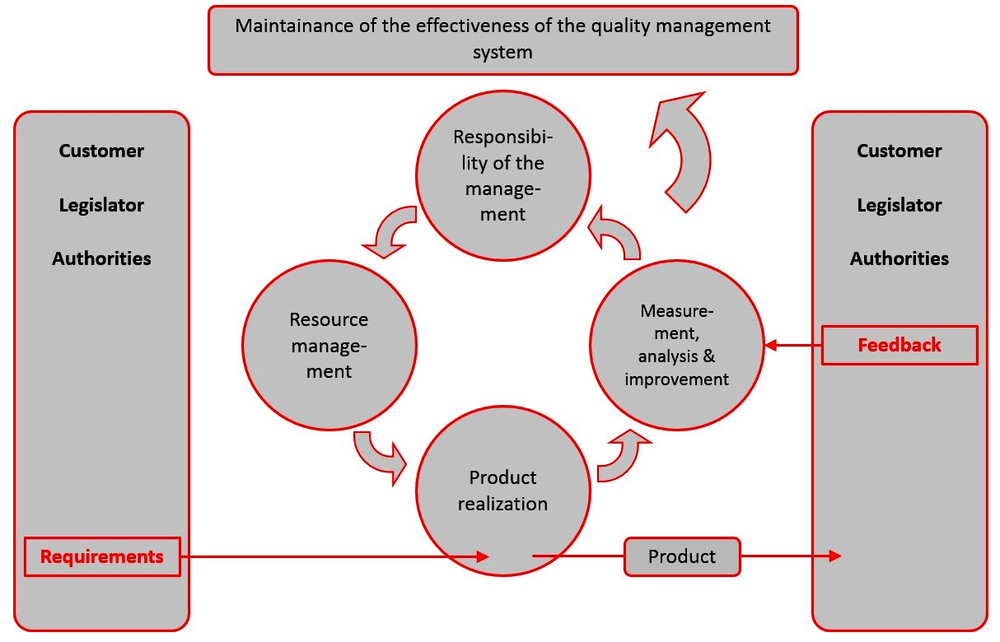 Maintainance of the effectiveness of the quality management
system
Customer
Legislator
Authorities
Requirements
Responsibi-
lity of the
manage-
ment
Resource
manage-
ment
Product
realization
Measure-
ment,
analysis &
improvement
Product
Customer
Legislator
Authorities
Feedback